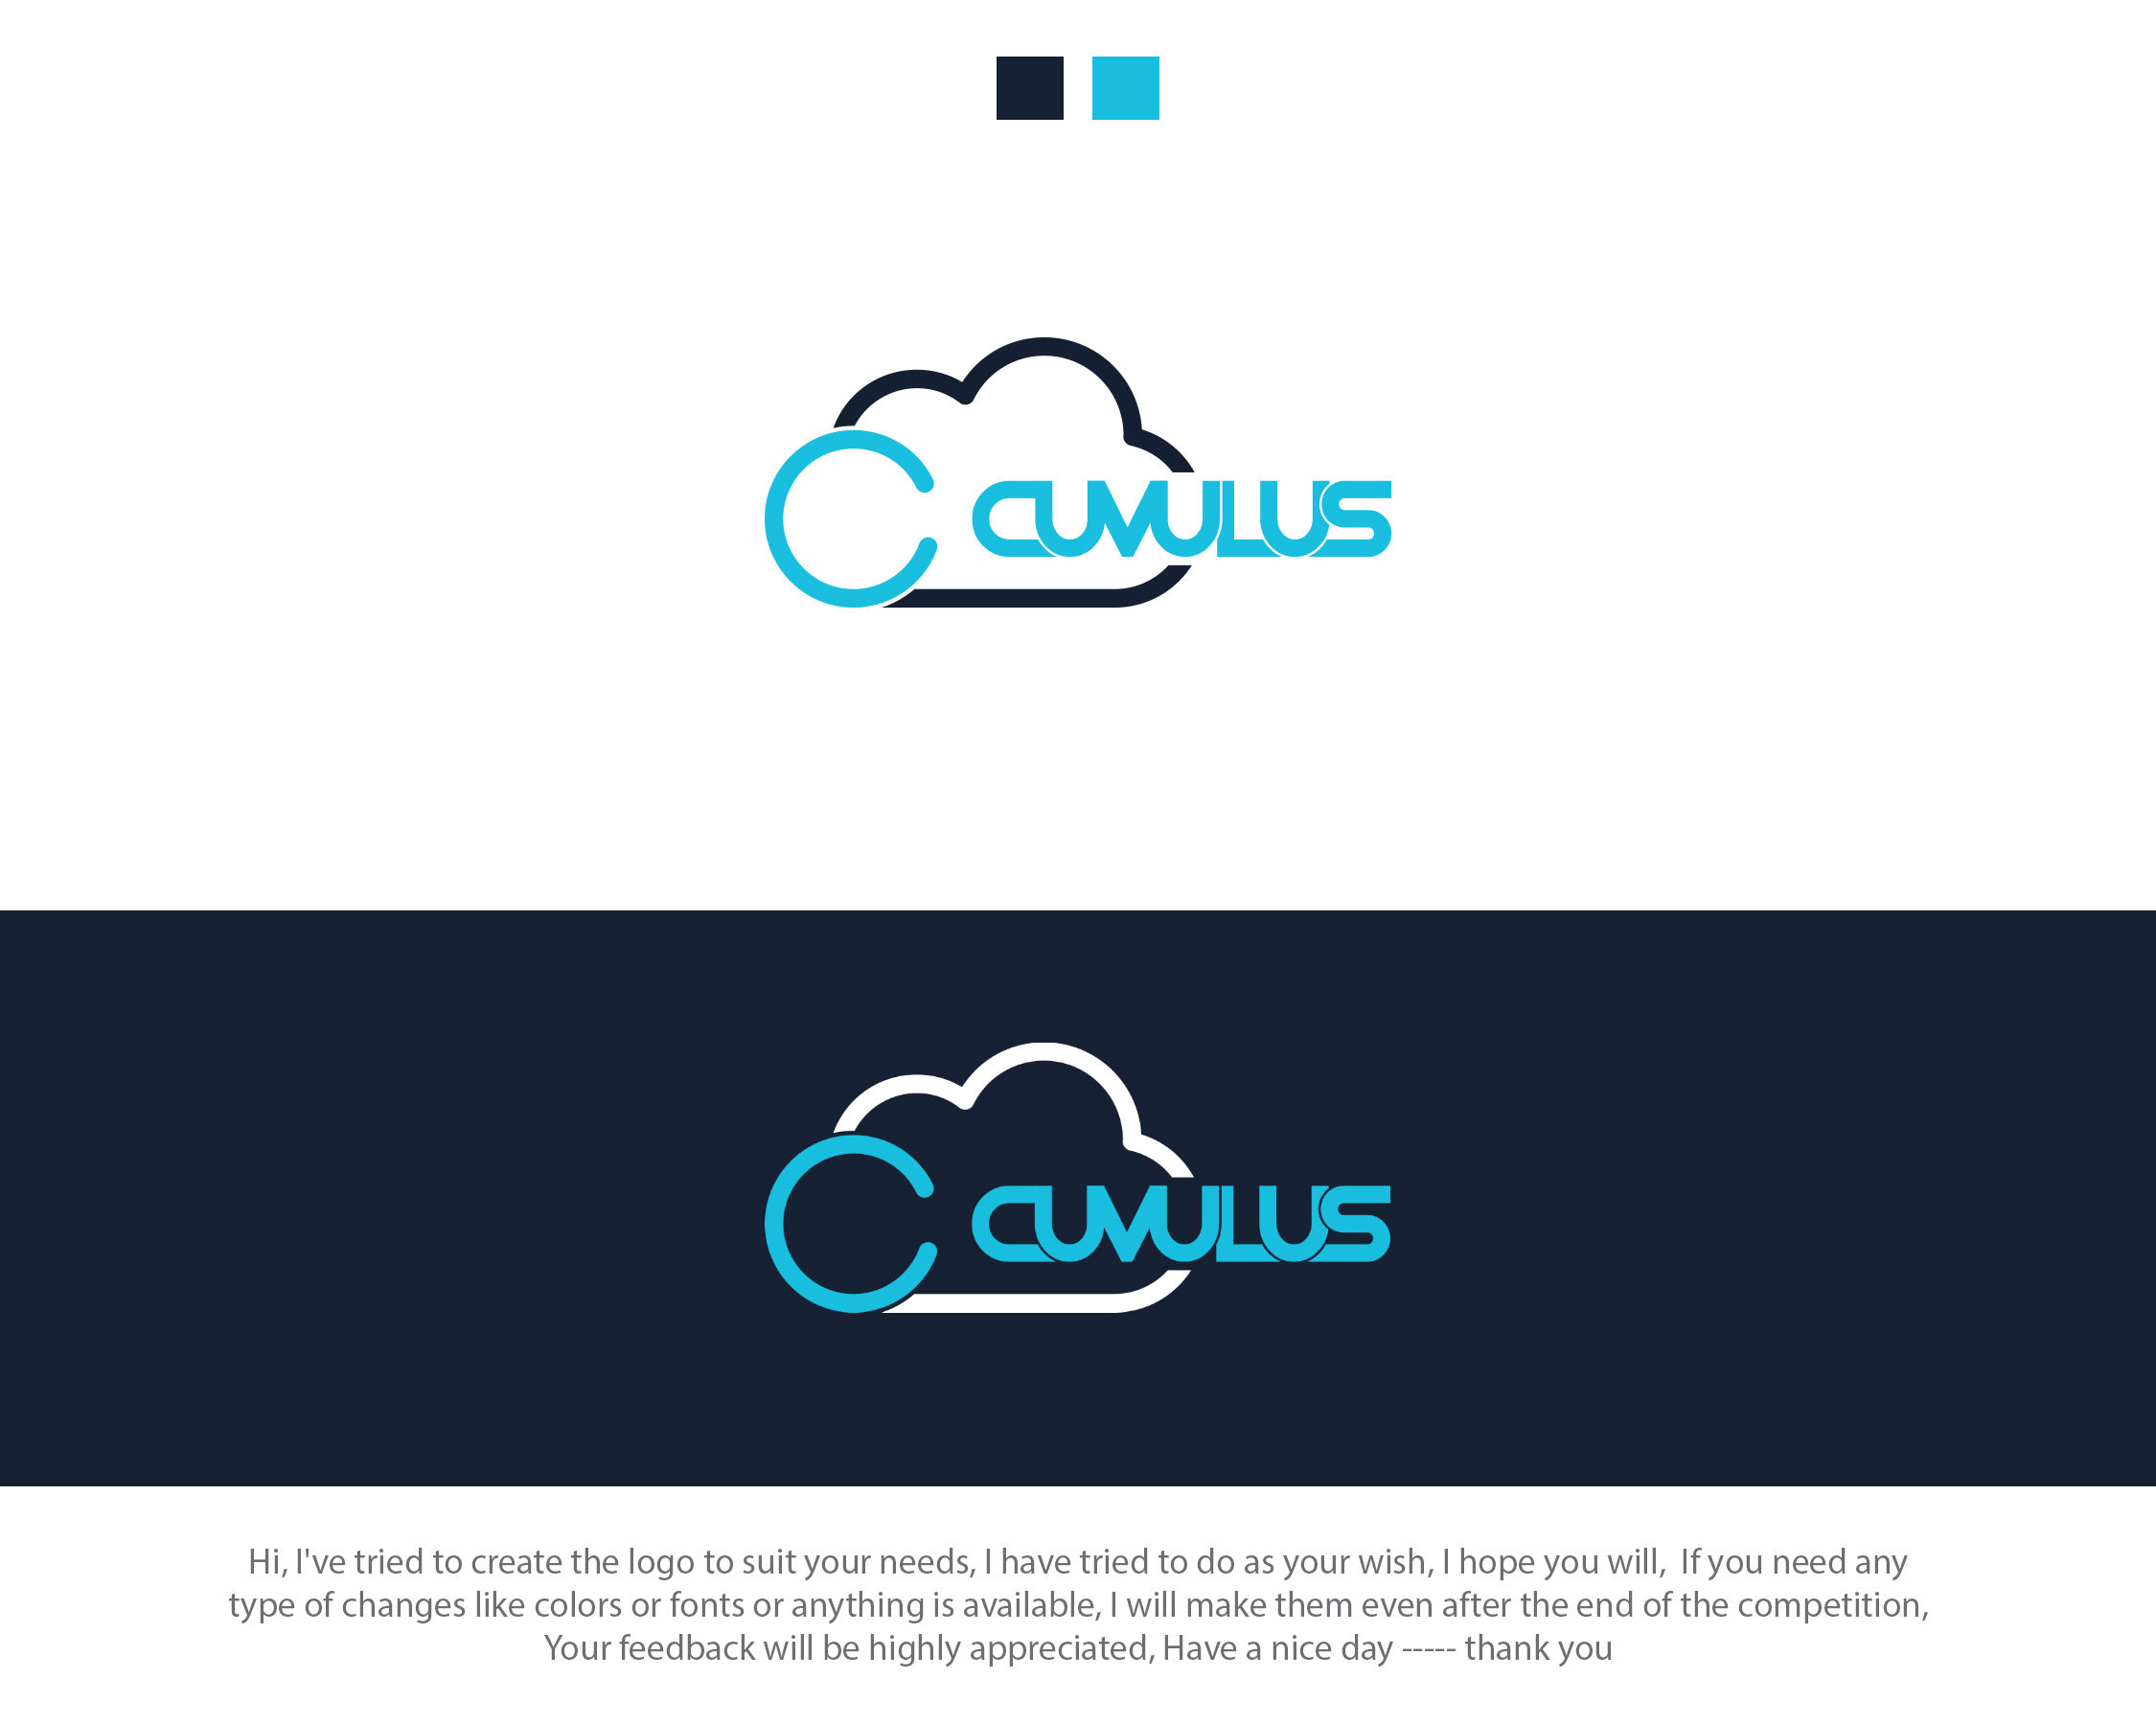 CUMULUS
CUMULUS
Hi, I've tried to create the logo to suit your needs, I have tried to do as your wish, I hope you will, If you need any
type of changes like colors or fonts or anything is available, I will make them even after the end of the competition,
Your feedback will be highly appreciated, Have a nice day ----- thank you